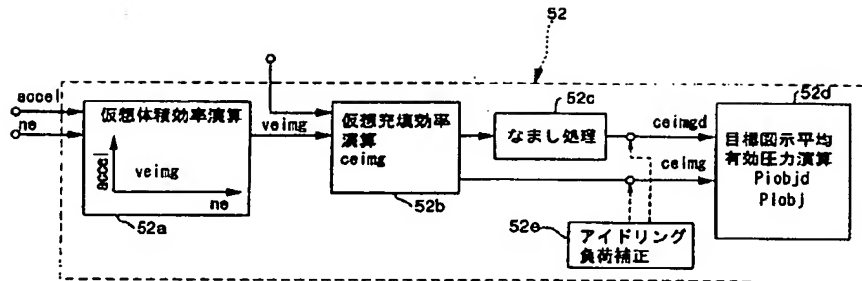 52
accel
ne
仮想体積効率演算
accel
veimg
ne
52a
veimg
仮想充填効率
演算
ceimg
52b
52c
なまし処理
ceimgd
ceimg
52e
アイドリング
負荷補正
52d
目標図示平均
有効圧力演算
Piobjd
Piobj